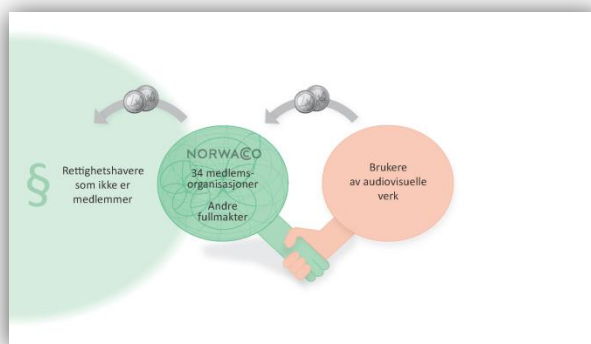 §
Rettighetshavere
som ikke er
medlemmer
NORWACO
34 medlems-
organisasjoner
Andre
fullmakter
Brukere
av audiovisuelle
verk